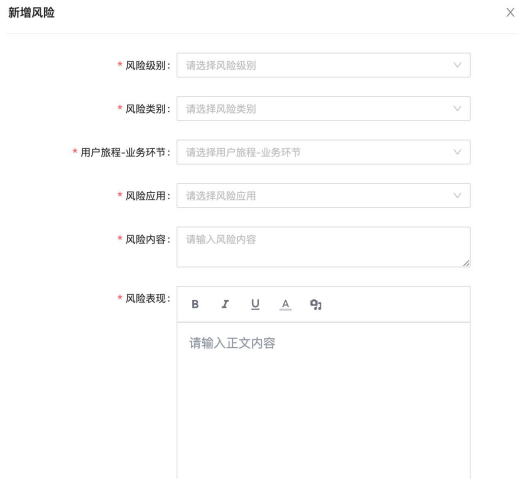 新增风险
* 风险级别: 请选择风险级别
* 风险类别: 请选择风险类别
* 用户旅程-业务环节: 请选择用户旅程-业务环节
* 风险应用: 请选择风险应用
* 风险内容: 请输入风险内容
* 风险表现: B I U A
请输入正文内容